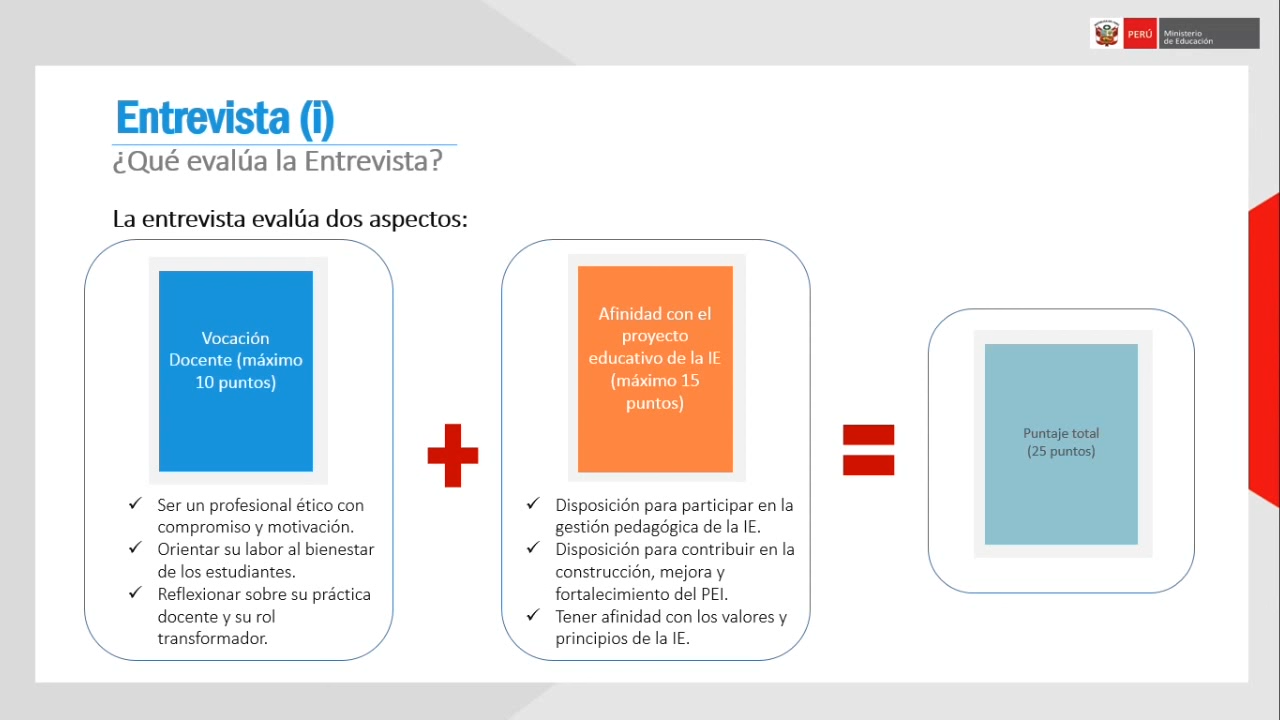 PERÚ
Ministerio
de Educación
Entrevista (i)
¿Qué evalúa la Entrevista?
La entrevista evalúa dos aspectos:
Vocación
Docente (máximo
10 puntos)
✓ Ser un profesional ético con
compromiso y motivación.
✓ Orientar su labor al bienestar
de los estudiantes.
✓ Reflexionar sobre su práctica
docente y su rol
transformador.
+
Afinidad con el
proyecto
educativo de la IE
(máximo 15
puntos)
✓ Disposición para participar en la
gestión pedagógica de la IE.
✓ Disposición para contribuir en la
construcción, mejora y
fortalecimiento del PEI.
✓ Tener afinidad con los valores y
principios de la IE.
=
Puntaje total
(25 puntos)